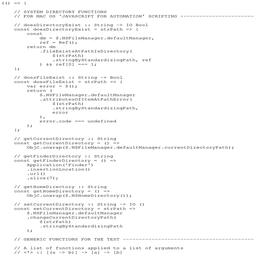 (() => {
// SYSTEM DIRECTORY FUNCTIONS
// FOR MAC OS 'JAVASCRIPT FOR AUTOMATION' SCRIPTING ----------------------
// doesDirectoryExist :: String -> IO Bool
const doesDirectoryExist = strPath => {
const
dm = $.NSFileManager.defaultManager,
ref = Ref();
return dm
.fileExistsAtPathIsDirectory(
$(strPath)
.stringByStandardizingPath, ref
) && ref[0] === 1;
};
// doesFileExist :: String -> Bool
const doesFileExist = strPath => {
var error = $();
return (
$.NSFileManager.defaultManager
.attributesOfItemAtPathError(
$(strPath)
.stringByStandardizingPath,
error
),
error.code === undefined
);
};
// getCurrentDirectory :: String
const getCurrentDirectory = () =>
ObjC.unwrap($.NSFileManager.defaultManager.currentDirectoryPath);
// getFinderDirectory :: String
const getFinderDirectory = () =>
Application('Finder')
.insertionLocation()
.url()
.slice(7);
// getHomeDirectory :: String
const getHomeDirectory = () =>
ObjC.unwrap($.NSHomeDirectory());
// setCurrentDirectory :: String -> IO ()
const setCurrentDirectory = strPath =>
$.NSFileManager.defaultManager
.changeCurrentDirectoryPath(
$(strPath)
.stringByStandardizingPath
);
// GENERIC FUNCTIONS FOR THE TEST ---------------------------------------
// A list of functions applied to a list of arguments
// <*> :: [(a -> b)] -> [a] -> [b]